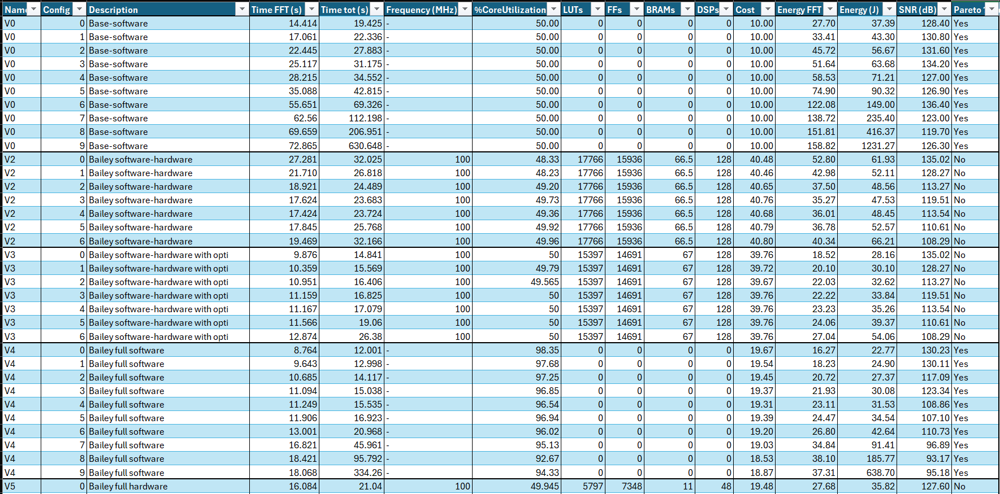 Name Config Description Time FFT (s) Time tot (s) Frequency (MHz) %CoreUtilization LUTs FFs BRAMs DSPs Cost Energy FFT Energy (J) SNR (dB) Pareto
V0 0 Base-software 14.414 19.425 - 50.00 0 0 0 0 10.00 27.70 37.39 128.40 Yes
V0 1 Base-software 17.061 22.336 - 50.00 0 0 0 0 10.00 33.41 43.30 130.80 Yes
V0 2 Base-software 22.445 27.883 - 50.00 0 0 0 0 10.00 45.72 56.67 131.60 Yes
V0 3 Base-software 25.117 31.175 - 50.00 0 0 0 0 10.00 51.64 63.68 134.20 Yes
V0 4 Base-software 28.215 34.552 - 50.00 0 0 0 0 10.00 58.53 71.21 127.00 Yes
V0 5 Base-software 35.088 42.815 - 50.00 0 0 0 0 10.00 74.90 90.32 126.90 Yes
V0 6 Base-software 55.651 69.326 - 50.00 0 0 0 0 10.00 122.08 149.00 136.40 Yes
V0 7 Base-software 62.56 112.198 - 50.00 0 0 0 0 10.00 138.72 235.40 123.00 Yes
V0 8 Base-software 69.659 206.951 - 50.00 0 0 0 0 10.00 151.81 416.37 119.70 Yes
V0 9 Base-software 72.865 630.648 - 50.00 0 0 0 0 10.00 158.82 1231.27 126.30 Yes
V2 0 Bailey software-hardware 27.281 32.025 100 48.33 17766 15936 66.5 128 40.48 52.80 61.93 135.02 No
V2 1 Bailey software-hardware 21.710 26.818 100 48.23 17766 15936 66.5 128 40.46 42.98 52.11 128.27 No
V2 2 Bailey software-hardware 18.921 24.489 100 49.20 17766 15936 66.5 128 40.65 37.50 48.56 113.27 No
V2 3 Bailey software-hardware 17.624 23.683 100 49.73 17766 15936 66.5 128 40.76 35.27 47.53 119.51 No
V2 4 Bailey software-hardware 17.424 23.724 100 49.36 17766 15936 66.5 128 40.68 36.01 48.45 113.54 No
V2 5 Bailey software-hardware 17.845 25.768 100 49.92 17766 15936 66.5 128 40.79 36.78 52.57 110.61 No
V2 6 Bailey software-hardware 19.469 32.166 100 49.96 17766 15936 66.5 128 40.80 40.34 66.21 108.29 No
V3 0 Bailey software-hardware with opti 9.876 14.841 100 50 15397 14691 67 128 39.76 18.52 28.16 135.02 No
V3 1 Bailey software-hardware with opti 10.359 15.569 100 49.79 15397 14691 67 128 39.72 20.10 30.10 128.27 No
V3 2 Bailey software-hardware with opti 10.951 16.406 100 49.565 15397 14691 67 128 39.67 22.03 32.62 113.27 No
V3 3 Bailey software-hardware with opti 11.159 16.825 100 50 15397 14691 67 128 39.76 22.22 33.84 119.51 No
V3 4 Bailey software-hardware with opti 11.167 17.079 100 50 15397 14691 67 128 39.76 23.23 35.26 113.54 No
V3 5 Bailey software-hardware with opti 11.566 19.06 100 50 15397 14691 67 128 39.76 24.06 39.37 110.61 No
V3 6 Bailey software-hardware with opti 12.874 26.38 100 50 15397 14691 67 128 39.76 27.04 54.06 108.29 No
V4 0 Bailey full software 8.764 12.001 - 98.35 0 0 0 0 19.67 16.27 22.77 130.23 Yes
V4 1 Bailey full software 9.643 12.998 - 97.68 0 0 0 0 19.54 18.23 24.90 130.11 Yes
V4 2 Bailey full software 10.685 14.117 - 97.25 0 0 0 0 19.45 20.72 27.37 117.09 Yes
V4 3 Bailey full software 11.094 15.038 - 96.85 0 0 0 0 19.37 21.93 30.08 123.34 Yes
V4 4 Bailey full software 11.249 15.535 - 96.54 0 0 0 0 19.31 23.11 31.53 108.86 Yes
V4 5 Bailey full software 11.906 16.923 - 96.94 0 0 0 0 19.39 24.47 34.54 107.10 Yes
V4 6 Bailey full software 13.001 20.968 - 96.02 0 0 0 0 19.20 26.80 42.64 110.73 Yes
V4 7 Bailey full software 16.821 45.961 - 95.13 0 0 0 0 19.03 34.84 91.41 96.89 Yes
V4 8 Bailey full software 18.421 95.792 - 92.67 0 0 0 0 18.53 38.10 185.77 93.17 Yes
V4 9 Bailey full software 18.068 334.26 - 94.33 0 0 0 0 18.87 37.31 638.70 95.18 Yes
V5 0 Bailey full hardware 16.084 21.04 100 49.945 5797 7348 11 48 19.48 27.68 35.82 127.60 No